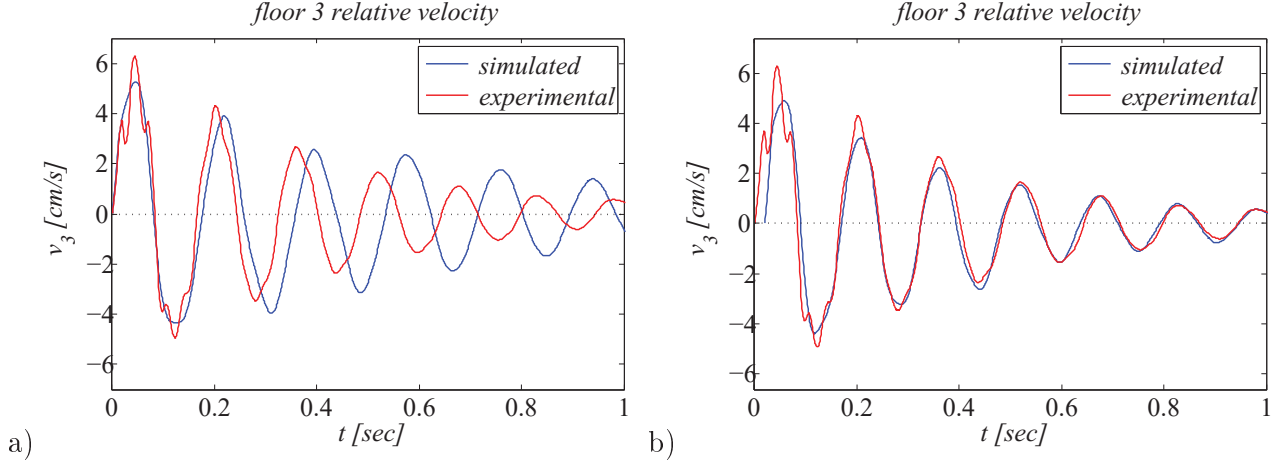 floor 3 relative velocity
simulated
experimental
6
4
2
0
−2
−4
−6
v3 [cm/s]
0 0.2 0.4 0.6 0.8 1
t [sec]
a)
floor 3 relative velocity
simulated
experimental
6
4
2
0
−2
−4
−6
v3 [cm/s]
0 0.2 0.4 0.6 0.8 1
t [sec]
b)